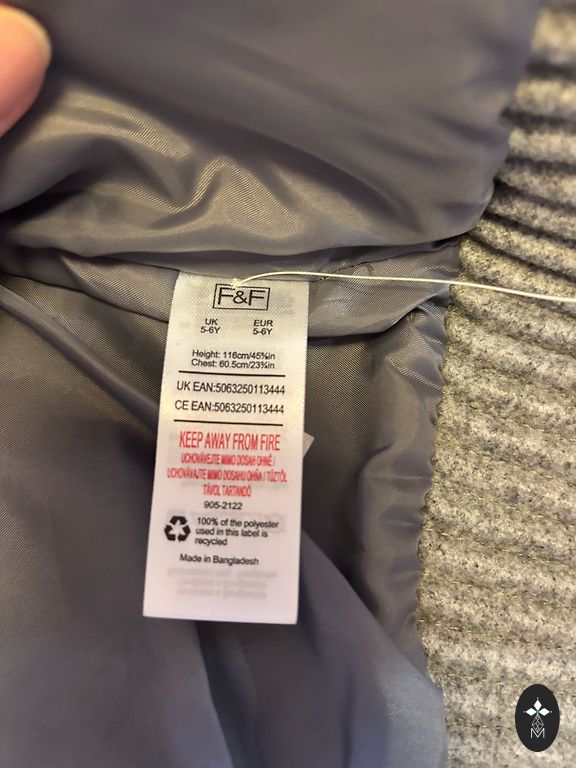 F&F
UK EUR
5-6Y 5-6Y
Height: 116cm/45¾in
Chest: 60.5cm/23¾in
UK EAN:5063250113444
CE EAN:5063250113444
KEEP AWAY FROM FIRE
UCHOVÁVEJTE MIMO DOSAH OHNĚ /
UCHOVÁVAJTE MIMO DOSAHU OHŇA / TŰZTŐL
TÁVOL TARTANDÓ
905-2122
100% of the polyester
used in this label is
recycled
Made in Bangladesh
M